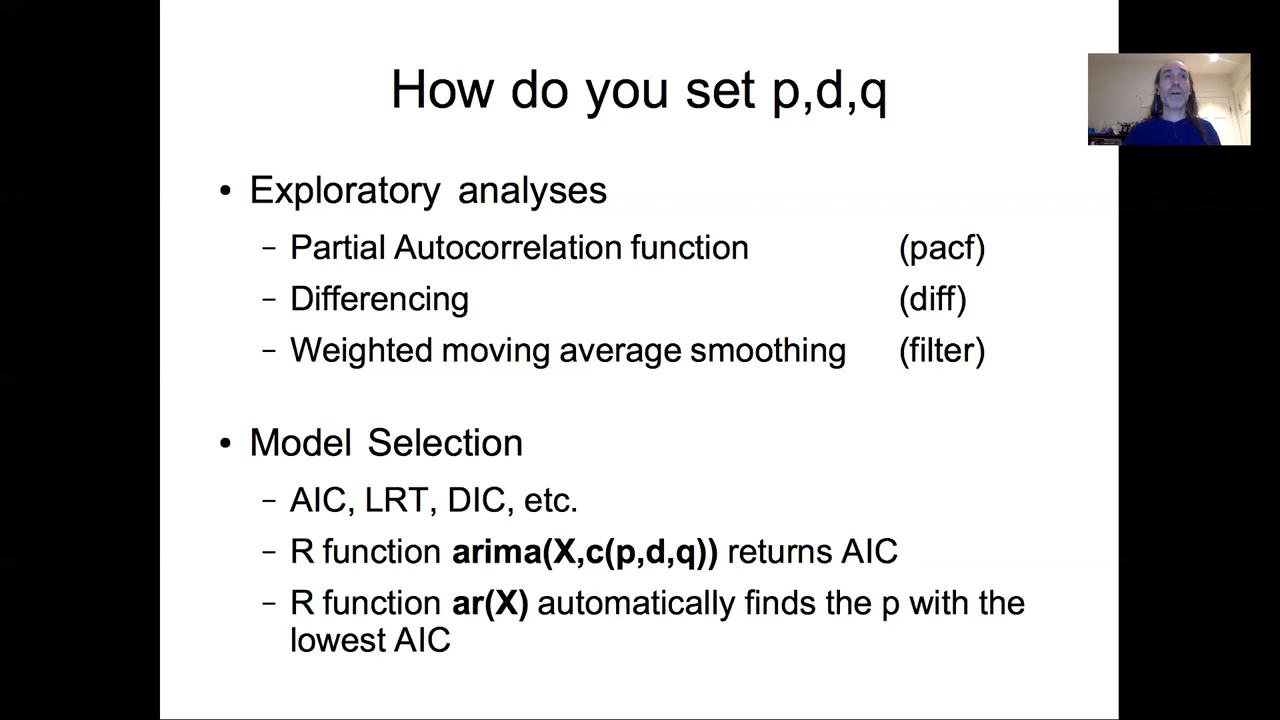 How do you set p,d,q
• Exploratory analyses
– Partial Autocorrelation function (pacf)
– Differencing (diff)
– Weighted moving average smoothing (filter)
• Model Selection
– AIC, LRT, DIC, etc.
– R function arima(X,c(p,d,q)) returns AIC
– R function ar(X) automatically finds the p with the
lowest AIC